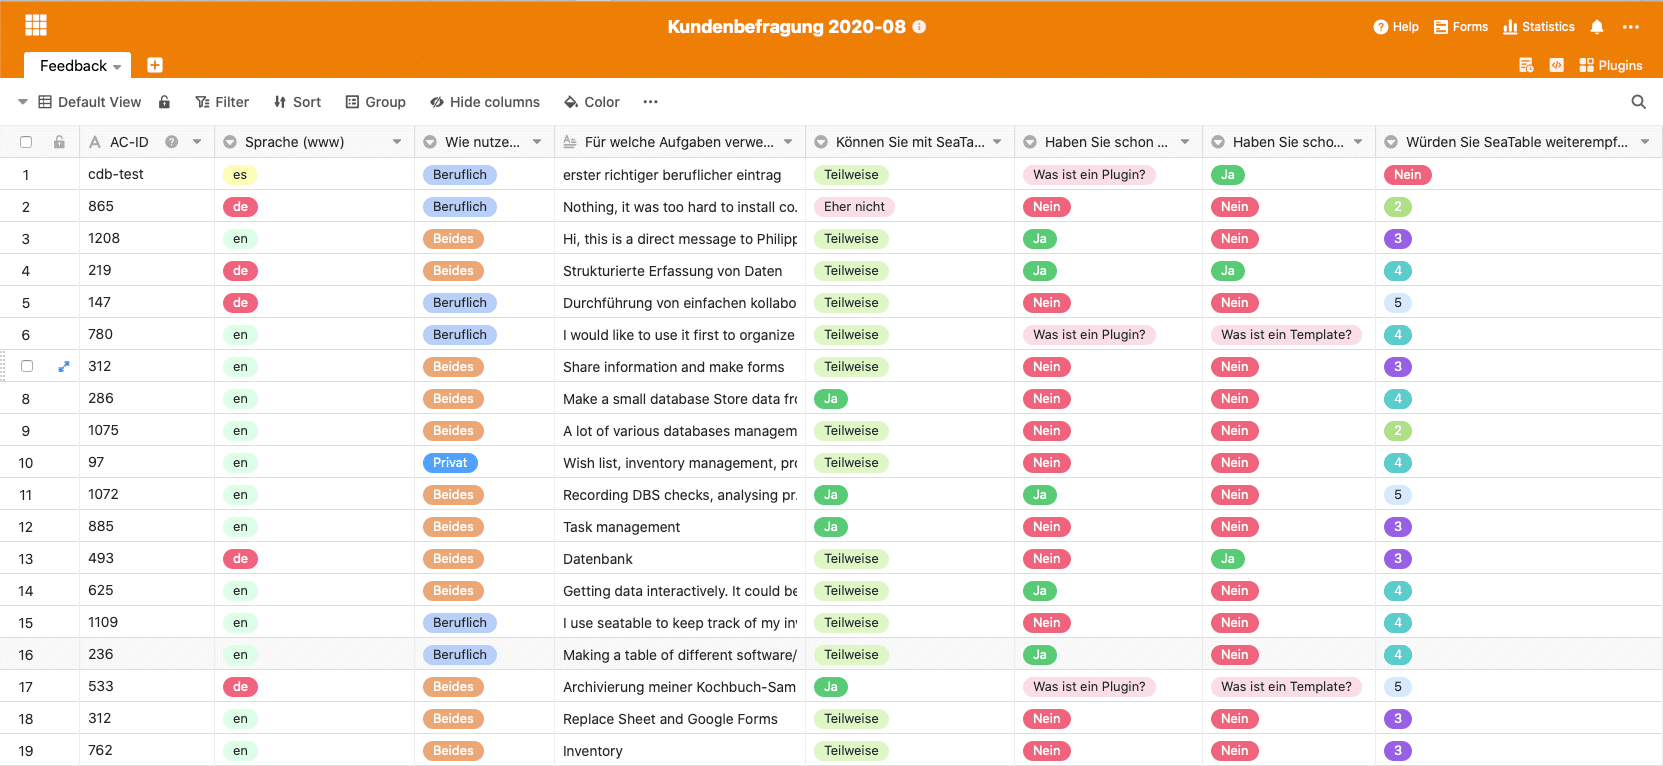 Kundenbefragung 2020-08
Help Forms Statistics
Feedback
Plugins
Default View Filter Sort Group Hide columns Color
AC-ID Sprache (www) Wie nutze... Für welche Aufgaben verwe... Können Sie mit SeaTa... Haben Sie schon ... Haben Sie scho... Würden Sie SeaTable weiterempf...
1 cdb-test es Beruflich erster richtiger beruflicher eintrag Teilweise Was ist ein Plugin? Ja Nein
2 865 de Beruflich Nothing, it was too hard to install co. Eher nicht Nein Nein 2
3 1208 en Beides Hi, this is a direct message to Philipp Teilweise Ja Nein 3
4 219 de Beides Strukturierte Erfassung von Daten Teilweise Ja Ja 4
5 147 de Beruflich Durchführung von einfachen kollabo Teilweise Nein Nein 5
6 780 en Beruflich I would like to use it first to organize Teilweise Was ist ein Plugin? Was ist ein Template? 4
312 en Beides Share information and make forms Teilweise Nein Nein 3
8 286 en Beides Make a small database Store data fro Ja Nein Nein 4
9 1075 en Beides A lot of various databases managem Teilweise Nein Nein 2
10 97 en Privat Wish list, inventory management, pro Teilweise Nein Nein 4
11 1072 en Beides Recording DBS checks, analysing pr. Ja Ja Nein 5
12 885 en Beides Task management Ja Nein Nein 3
13 493 de Beides Datenbank Teilweise Nein Ja 3
14 625 en Beides Getting data interactively. It could be Teilweise Ja Nein 4
15 1109 en Beruflich I use seatable to keep track of my inv Teilweise Nein Nein 4
16 236 en Beruflich Making a table of different software/ Teilweise Ja Nein 4
17 533 de Beides Archivierung meiner Kochbuch-Sam Ja Was ist ein Plugin? Was ist ein Template? 5
18 312 en Beides Replace Sheet and Google Forms Teilweise Nein Nein 3
19 762 en Beides Inventory Teilweise Nein Nein 3